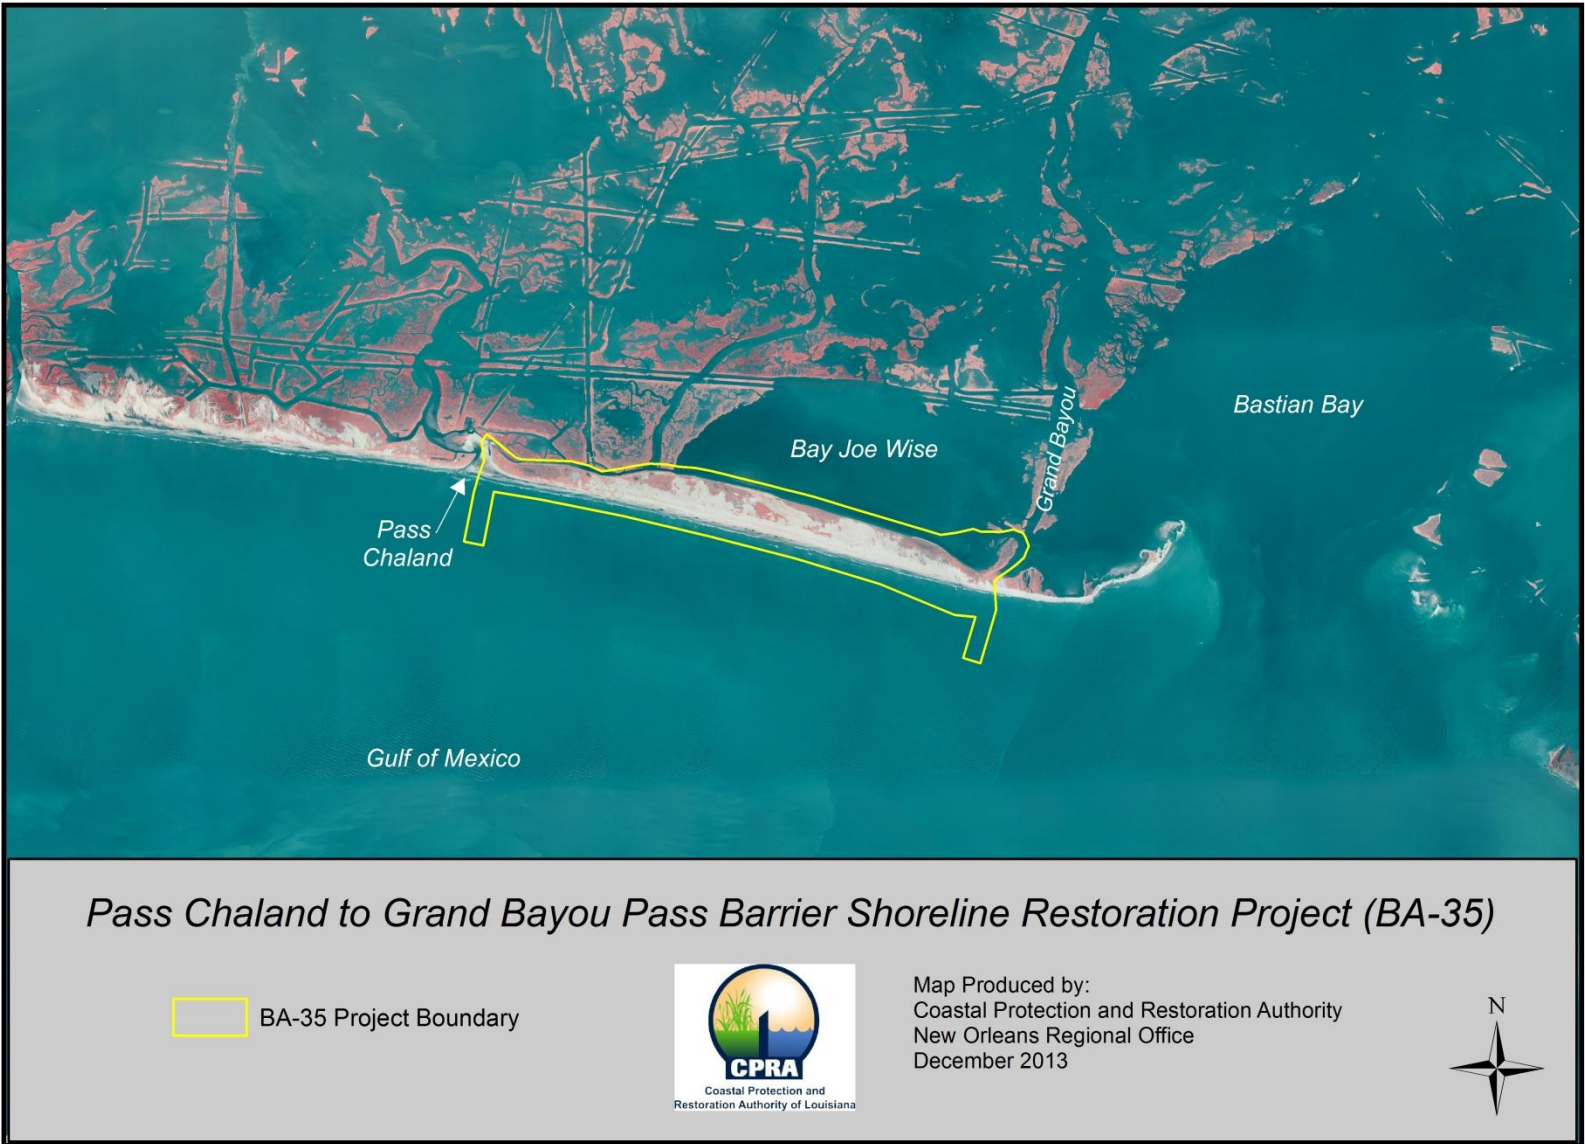 Bastian Bay
Bay Joe Wise
Grand Bayou
Pass
Chaland
Gulf of Mexico
Pass Chaland to Grand Bayou Pass Barrier Shoreline Restoration Project (BA-35)
BA-35 Project Boundary
CPRA
Coastal Protection and
Restoration Authority of Louisiana
Map Produced by:
Coastal Protection and Restoration Authority
New Orleans Regional Office
December 2013
N